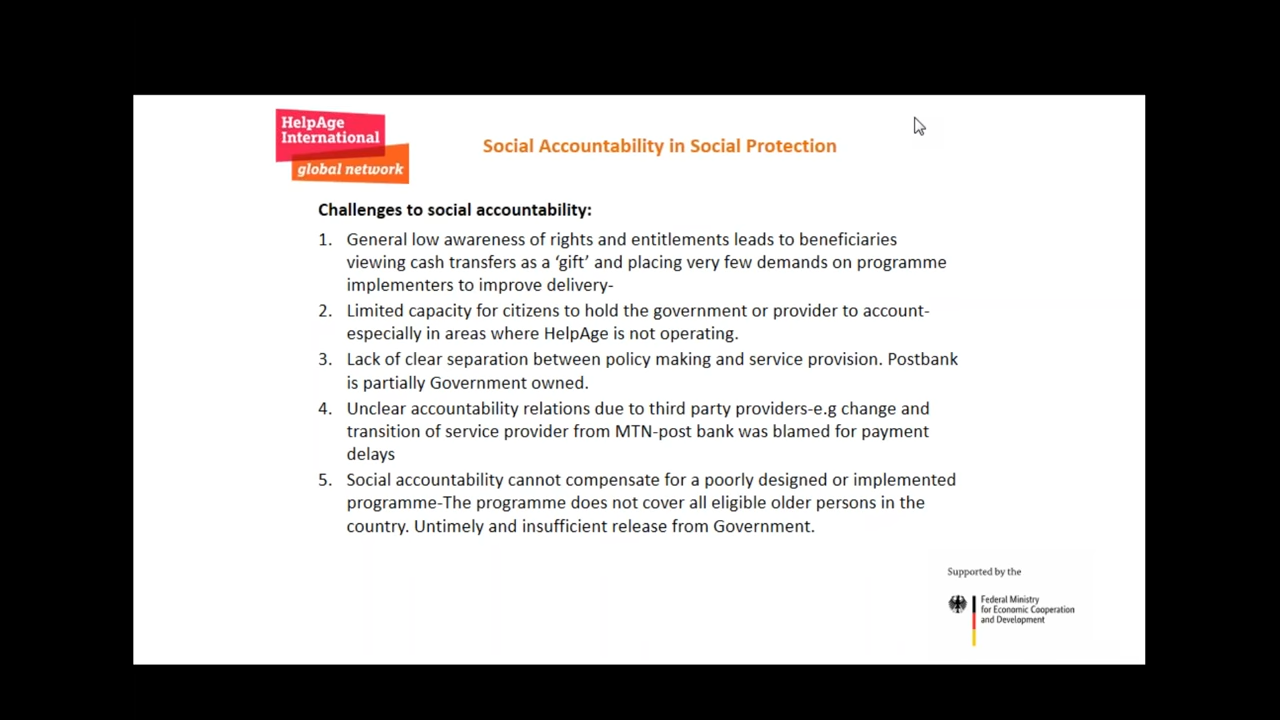 HelpAge
International
global network
Social Accountability in Social Protection
Challenges to social accountability:
1. General low awareness of rights and entitlements leads to beneficiaries
viewing cash transfers as a ‘gift’ and placing very few demands on programme
implementers to improve delivery-
2. Limited capacity for citizens to hold the government or provider to account-
especially in areas where HelpAge is not operating.
3. Lack of clear separation between policy making and service provision. Postbank
is partially Government owned.
4. Unclear accountability relations due to third party providers-e.g change and
transition of service provider from MTN-post bank was blamed for payment
delays
5. Social accountability cannot compensate for a poorly designed or implemented
programme-The programme does not cover all eligible older persons in the
country. Untimely and insufficient release from Government.
Supported by the
Federal Ministry
for Economic Cooperation
and Development